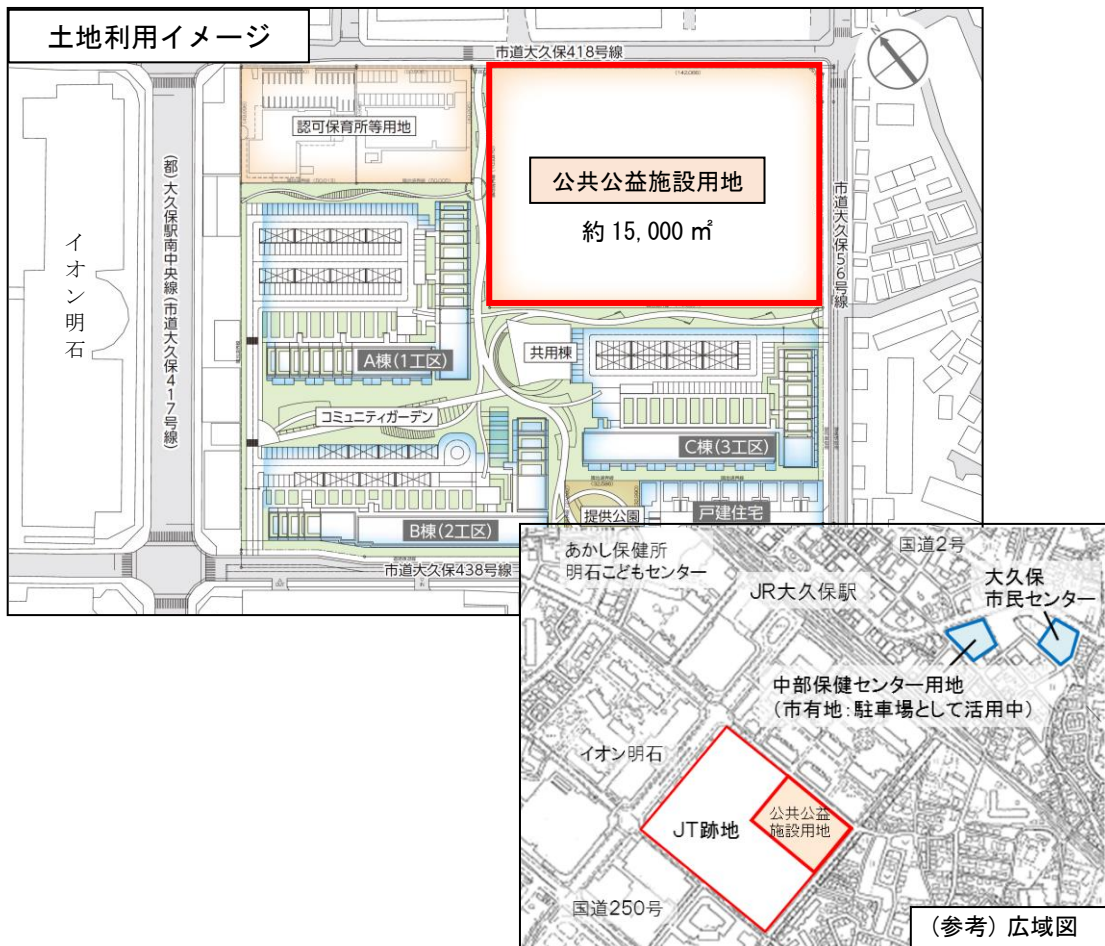 土地利用イメージ
市道大久保418号線
N
(142,088)
認可保育所等用地
公共公益施設用地
約 15,000 ㎡
イオン明石
(都)大久保駅南中央線(市道大久保417号線)
市道大久保56号線
共用棟
A棟(1工区)
コミュニティガーデン
C棟(3工区)
提供公園
戸建住宅
B棟(2工区)
市道大久保438号線
あかし保健所
明石こどもセンター
国道2号
JR大久保駅
大久保
市民センター
中部保健センター用地
(市有地:駐車場として活用中)
イオン明石
公共公益
施設用地
JT跡地
国道250号
(参考)広域図